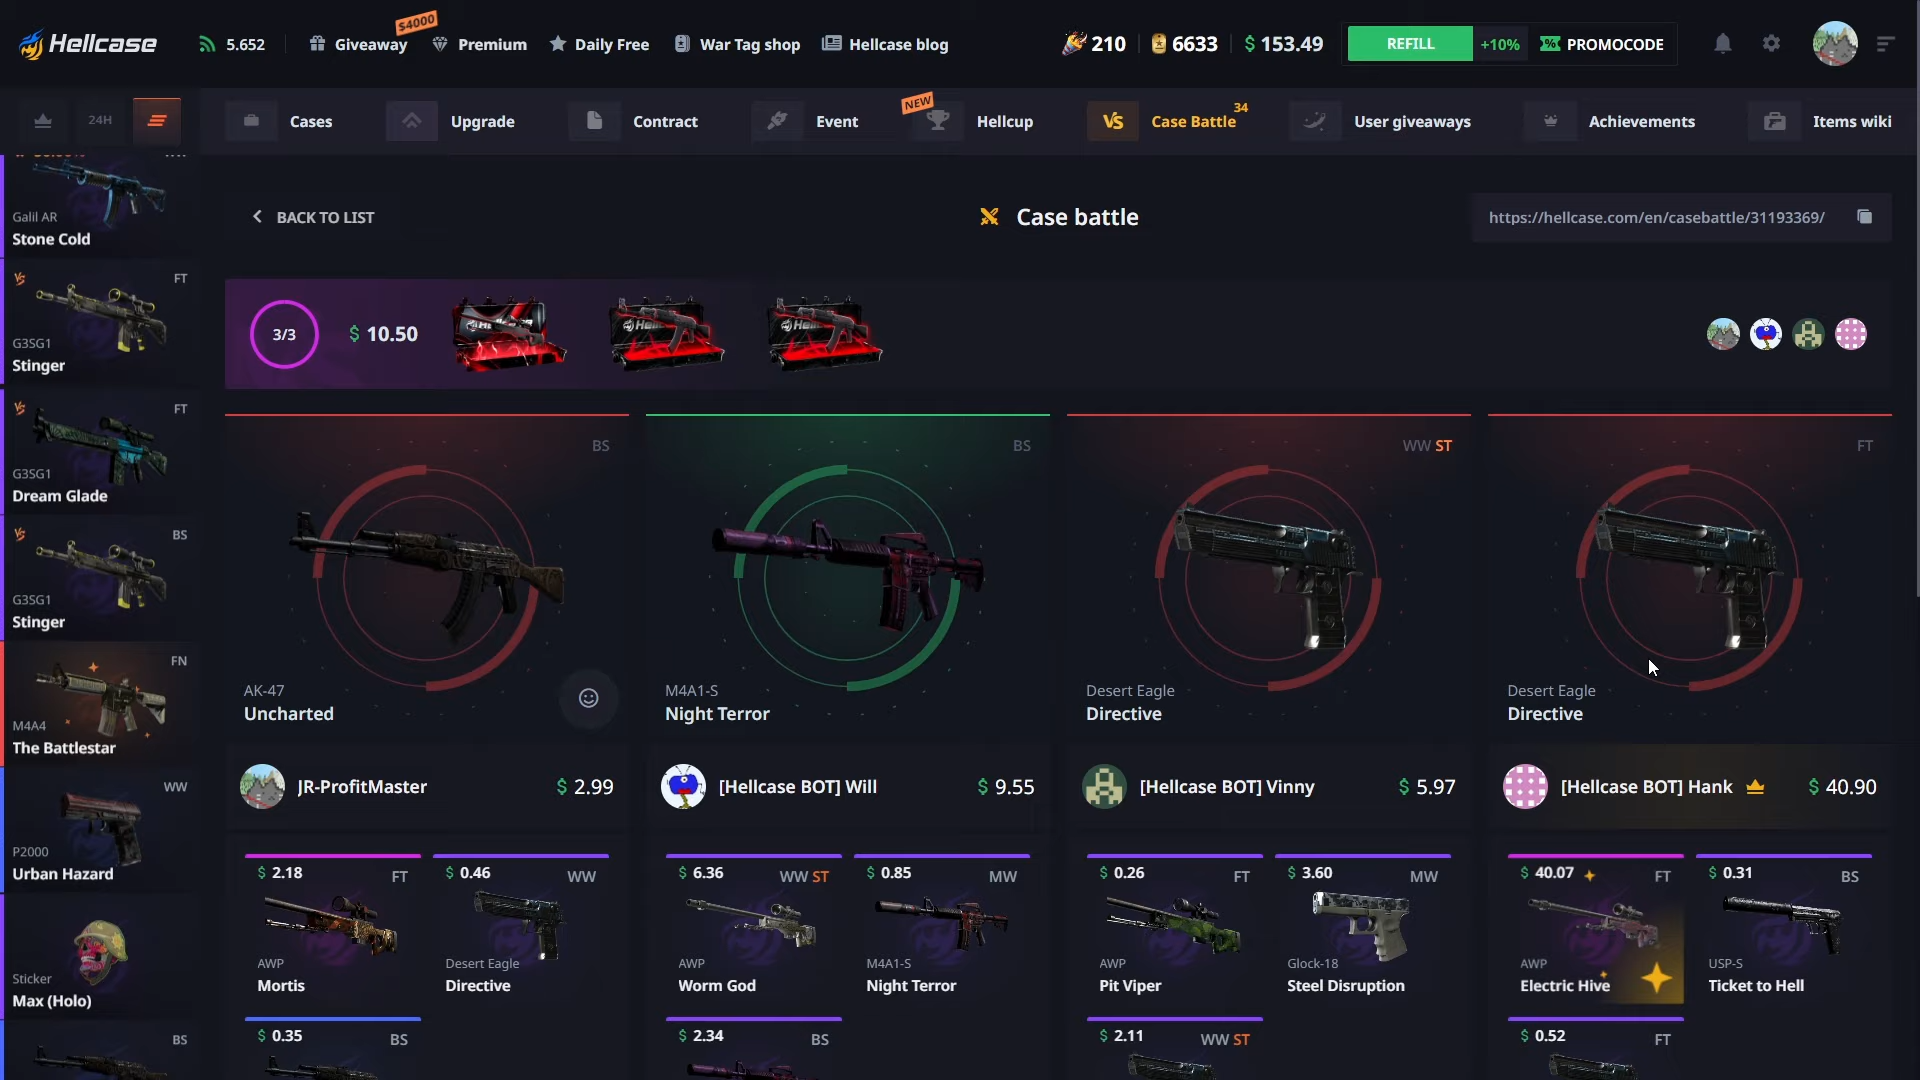 Hellcase
5.652
Giveaway
$4000
Premium
Daily Free
War Tag shop
Hellcase blog
210
6633
$ 153.49
REFILL
+10%
PROMOCODE
24H
Cases
Upgrade
Contract
Event
NEW
Hellcup
VS
Case Battle
34
User giveaways
Achievements
Items wiki
Galil AR
Stone Cold
FT
G3SG1
Stinger
FT
G3SG1
Dream Glade
BS
G3SG1
Stinger
FN
M4A4
The Battlestar
WW
P2000
Urban Hazard
Sticker
Max (Holo)
BS
BACK TO LIST
Case battle
https://hellcase.com/en/casebattle/31193369/
3/3
$ 10.50
BS
AK-47
Uncharted
BS
M4A1-S
Night Terror
WW ST
Desert Eagle
Directive
FT
Desert Eagle
Directive
JR-ProfitMaster
$ 2.99
[Hellcase BOT] Will
$ 9.55
[Hellcase BOT] Vinny
$ 5.97
[Hellcase BOT] Hank
$ 40.90
$ 2.18
FT
AWP
Mortis
$ 0.46
WW
Desert Eagle
Directive
$ 6.36
WW ST
AWP
Worm God
$ 0.85
MW
M4A1-S
Night Terror
$ 0.26
FT
AWP
Pit Viper
$ 3.60
MW
Glock-18
Steel Disruption
$ 40.07
FT
AWP
Electric Hive
$ 0.31
BS
USP-S
Ticket to Hell
$ 0.35
BS
$ 2.34
BS
$ 2.11
WW ST
$ 0.52
FT